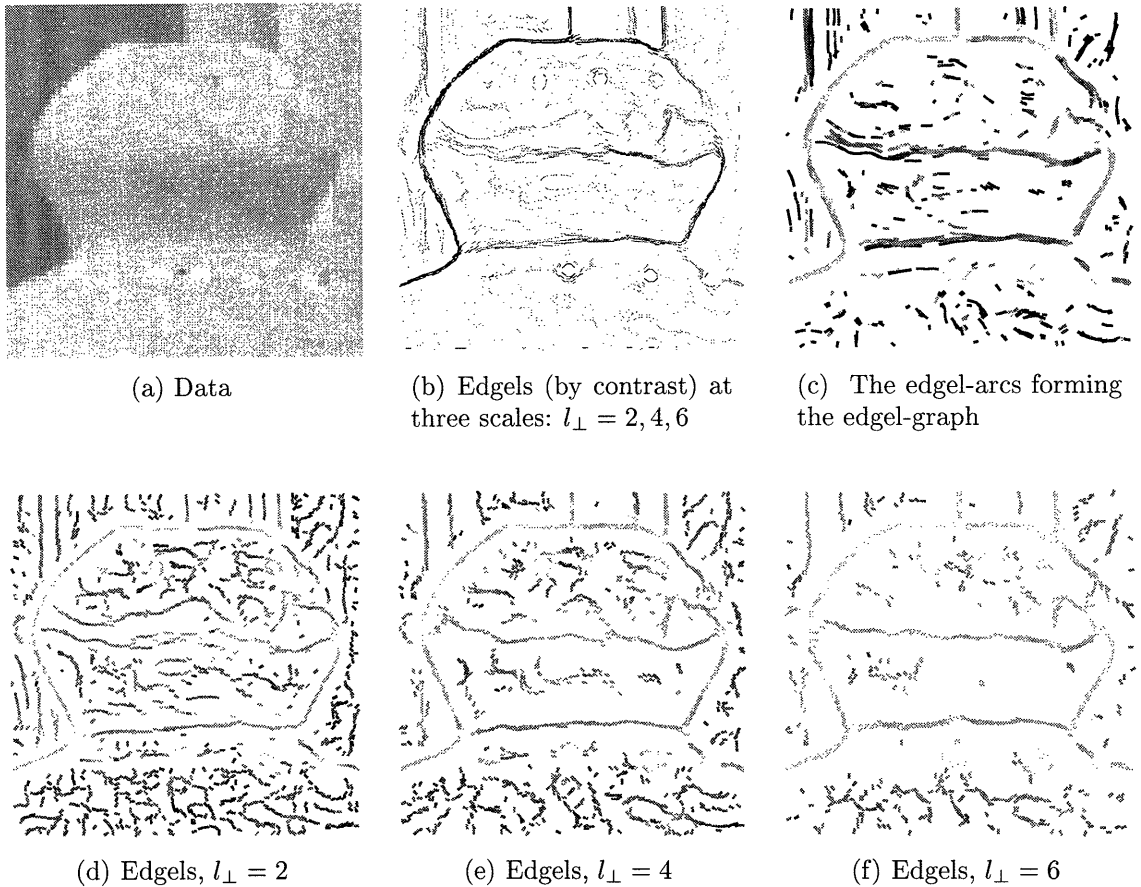 (a) Data
(b) Edgels (by contrast) at
three scales: l⊥ = 2, 4, 6
(c) The edgel-arcs forming
the edgel-graph
(d) Edgels, l⊥ = 2
(e) Edgels, l⊥ = 4
(f) Edgels, l⊥ = 6